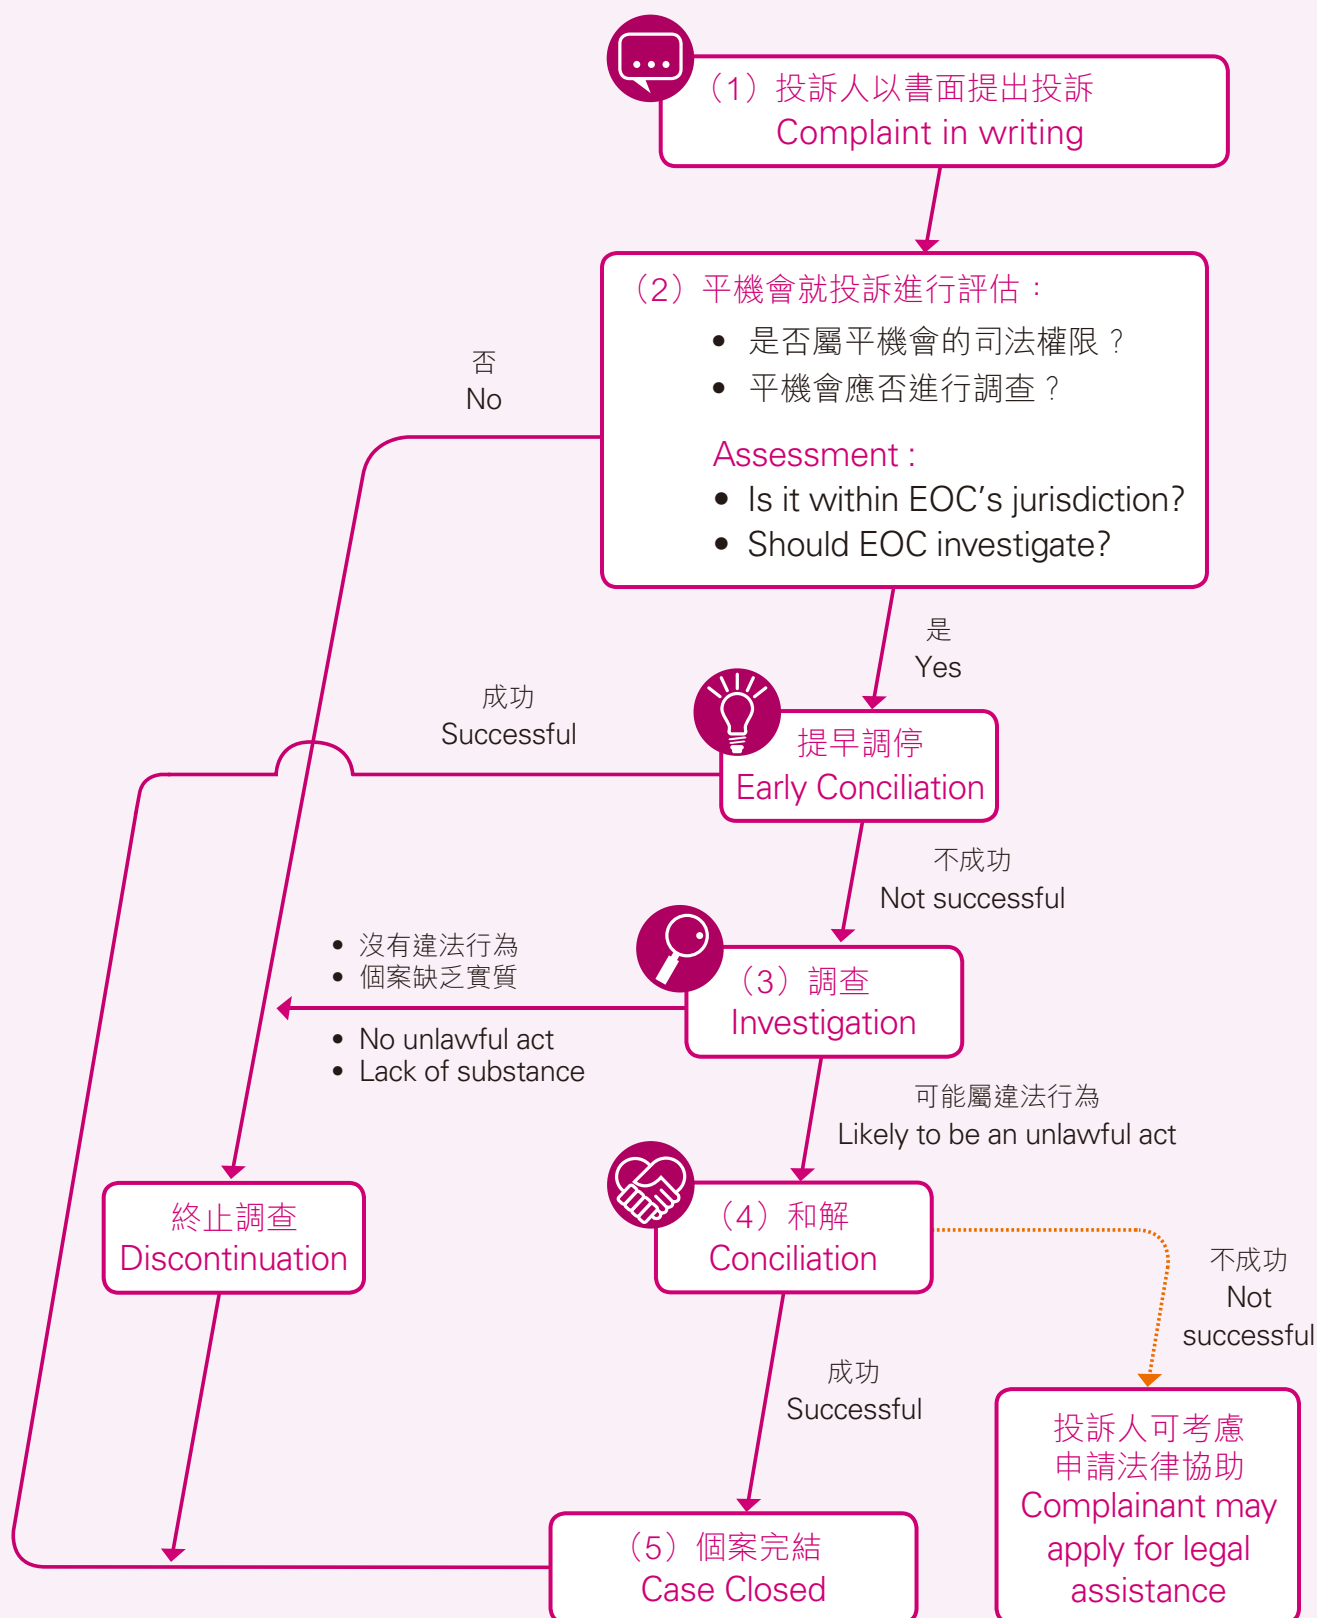 （1）投訴人以書面提出投訴
Complaint in writing
（2）平機會就投訴進行評估：
• 是否屬平機會的司法權限？
• 平機會應否進行調查？
Assessment :
• Is it within EOC’s jurisdiction?
• Should EOC investigate?
否
No
是
Yes
成功
Successful
提早調停
Early Conciliation
不成功
Not successful
• 沒有違法行為
• 個案缺乏實質
• No unlawful act
• Lack of substance
（3）調查
Investigation
可能屬違法行為
Likely to be an unlawful act
終止調查
Discontinuation
（4）和解
Conciliation
不成功
Not
successful
成功
Successful
投訴人可考慮
申請法律協助
Complainant may
apply for legal
assistance
（5）個案完結
Case Closed